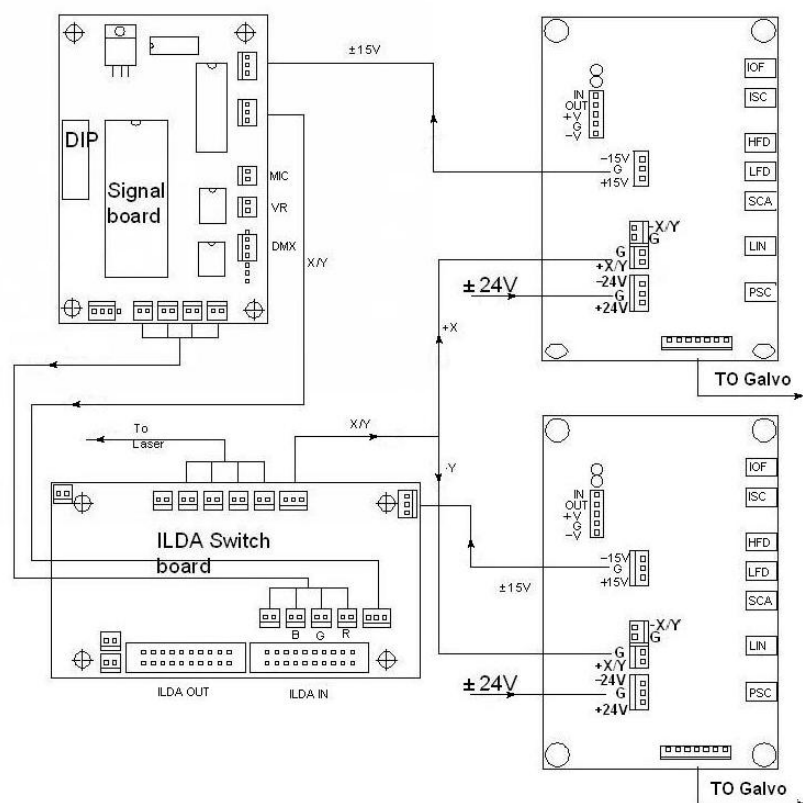 ±15V
DIP
Signal
board
MIC
VR
DMX
X/Y
IN
OUT
+V
G
−V
−15V
G
+15V
-X/Y
G
G
+X/Y
−24V
G
+24V
± 24V
IOF
ISC
HFD
LFD
SCA
LIN
PSC
TO Galvo
+X
To
Laser
X/Y
-Y
ILDA Switch
board
B
G
R
ILDA OUT
ILDA IN
±15V
IN
OUT
+V
G
−V
−15V
G
+15V
-X/Y
G
G
+X/Y
−24V
G
+24V
± 24V
IOF
ISC
HFD
LFD
SCA
LIN
PSC
TO Galvo